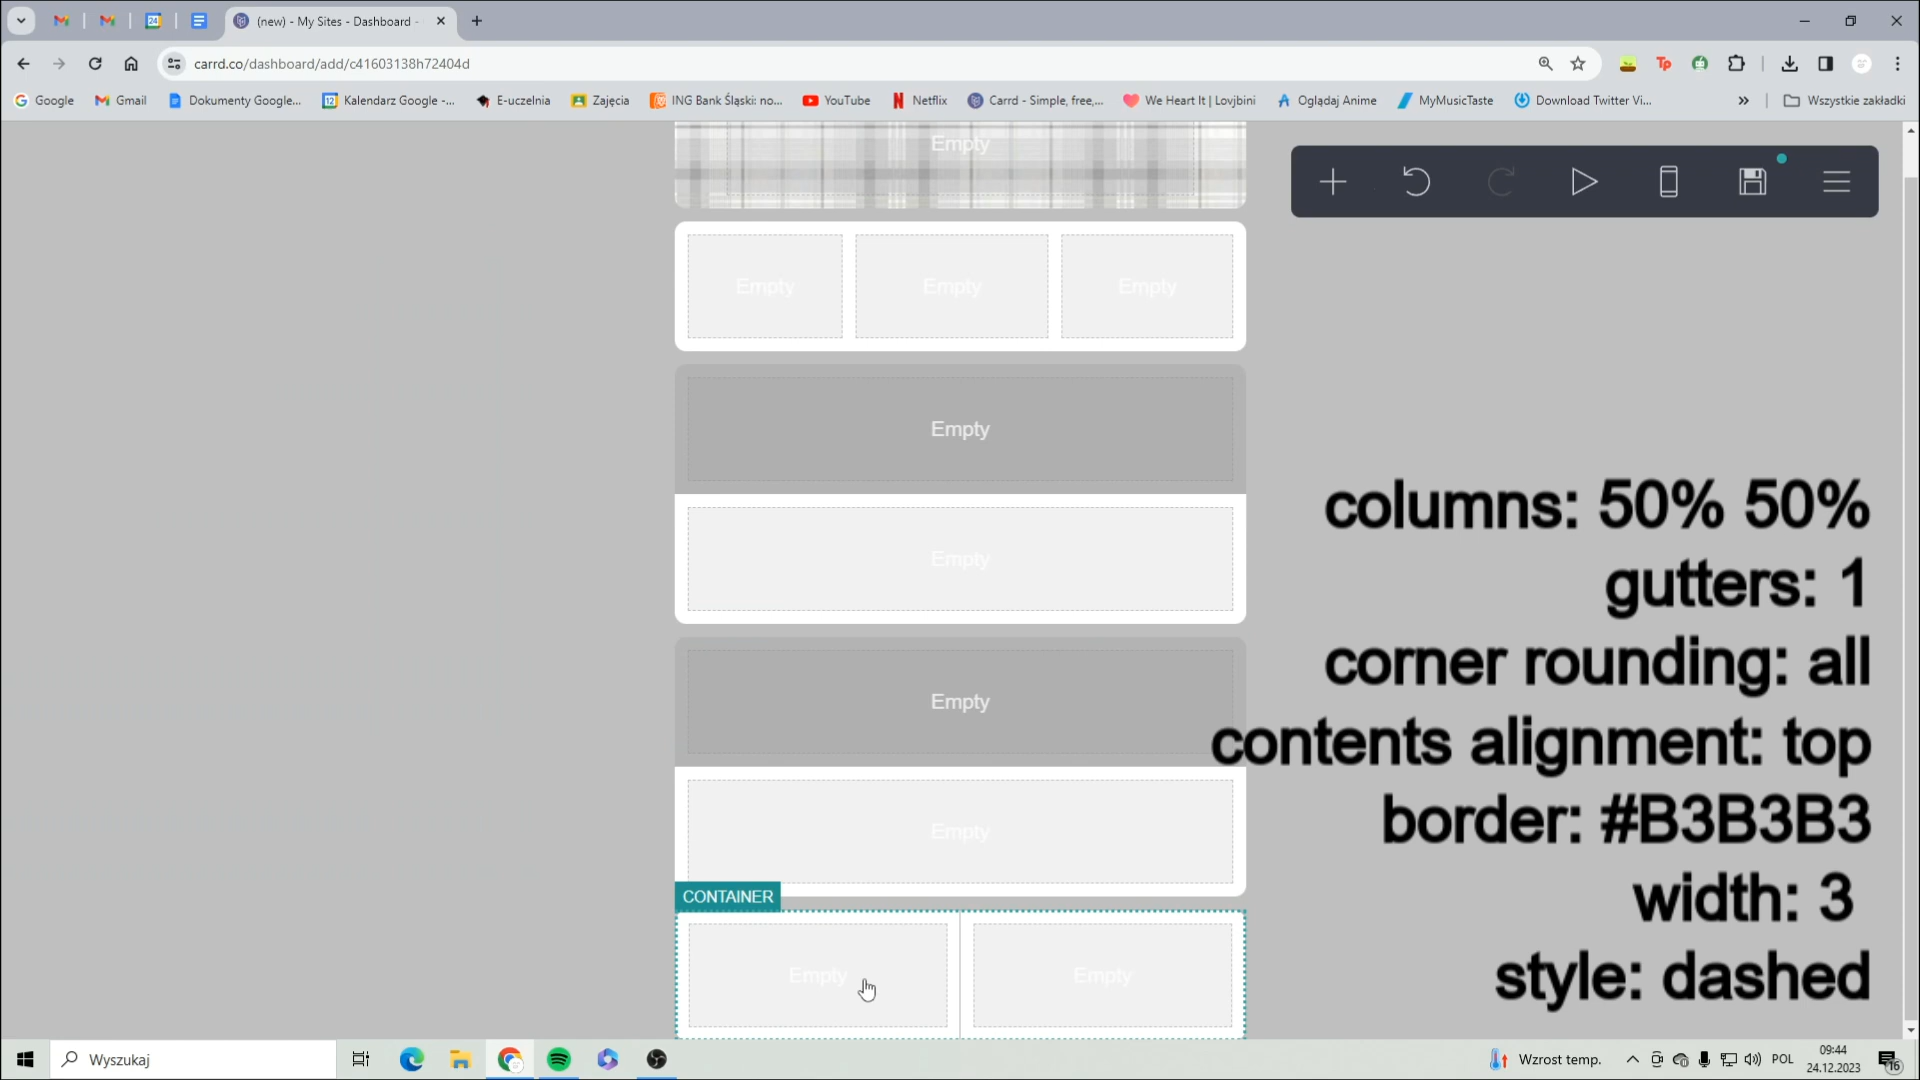 (new) - My Sites - Dashboard -
carrd.co/dashboard/add/c41603138h72404d
Google
Gmail
Dokumenty Google...
Kalendarz Google -...
E-uczelnia
Zajęcia
ING Bank Śląski: no...
YouTube
Netflix
Carrd - Simple, free,...
We Heart It | Lovjbini
Oglądaj Anime
MyMusicTaste
Download Twitter Vi...
»
Wszystkie zakładki
Empty
Empty
Empty
Empty
Empty
Empty
Empty
Empty
CONTAINER
Empty
Empty
columns: 50% 50%
gutters: 1
corner rounding: all
contents alignment: top
border: #B3B3B3
width: 3
style: dashed
Wyszukaj
Wzrost temp.
POL
09:44
24.12.2023
16